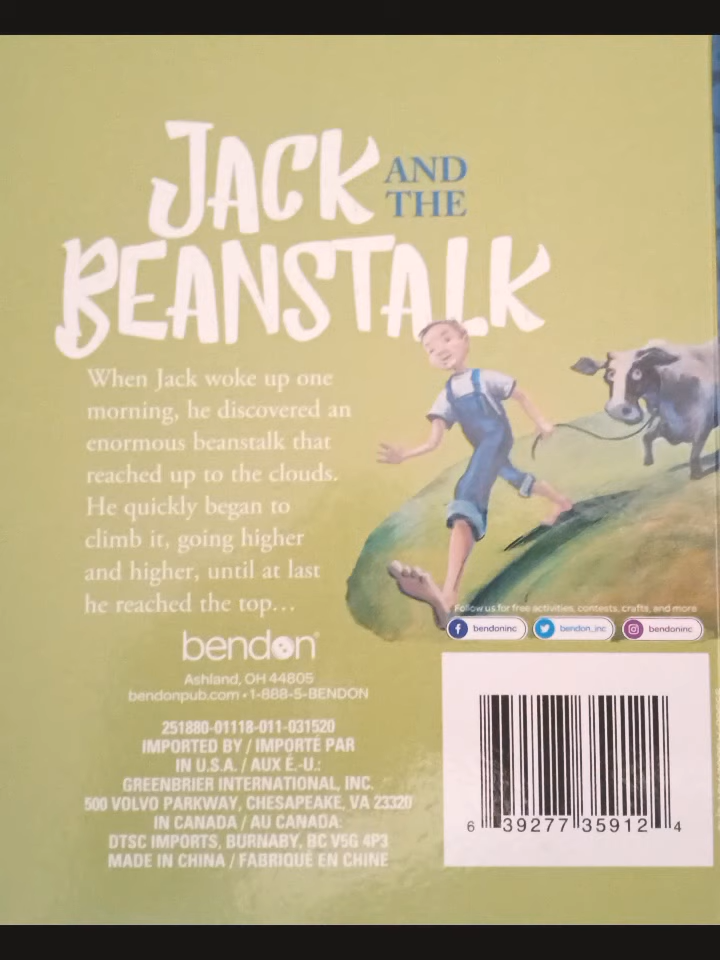 JACK AND THE
BEANSTALK
When Jack woke up one
morning, he discovered an
enormous beanstalk that
reached up to the clouds.
He quickly began to
climb it, going higher
and higher, until at last
he reached the top...
Follow us for free activities, contests, crafts, and more
bendoninc bendon_inc bendoninc
bendon®
Ashland, OH 44805
bendonpub.com • 1-888-5-BENDON
251880-01118-011-031520
IMPORTED BY / IMPORTÉ PAR
IN U.S.A. / AUX É.-U.:
GREENBRIER INTERNATIONAL, INC.
500 VOLVO PARKWAY, CHESAPEAKE, VA 23320
IN CANADA / AU CANADA:
DTSC IMPORTS, BURNABY, BC V5G 4P3
MADE IN CHINA / FABRIQUÉ EN CHINE
6 39277 35912 4